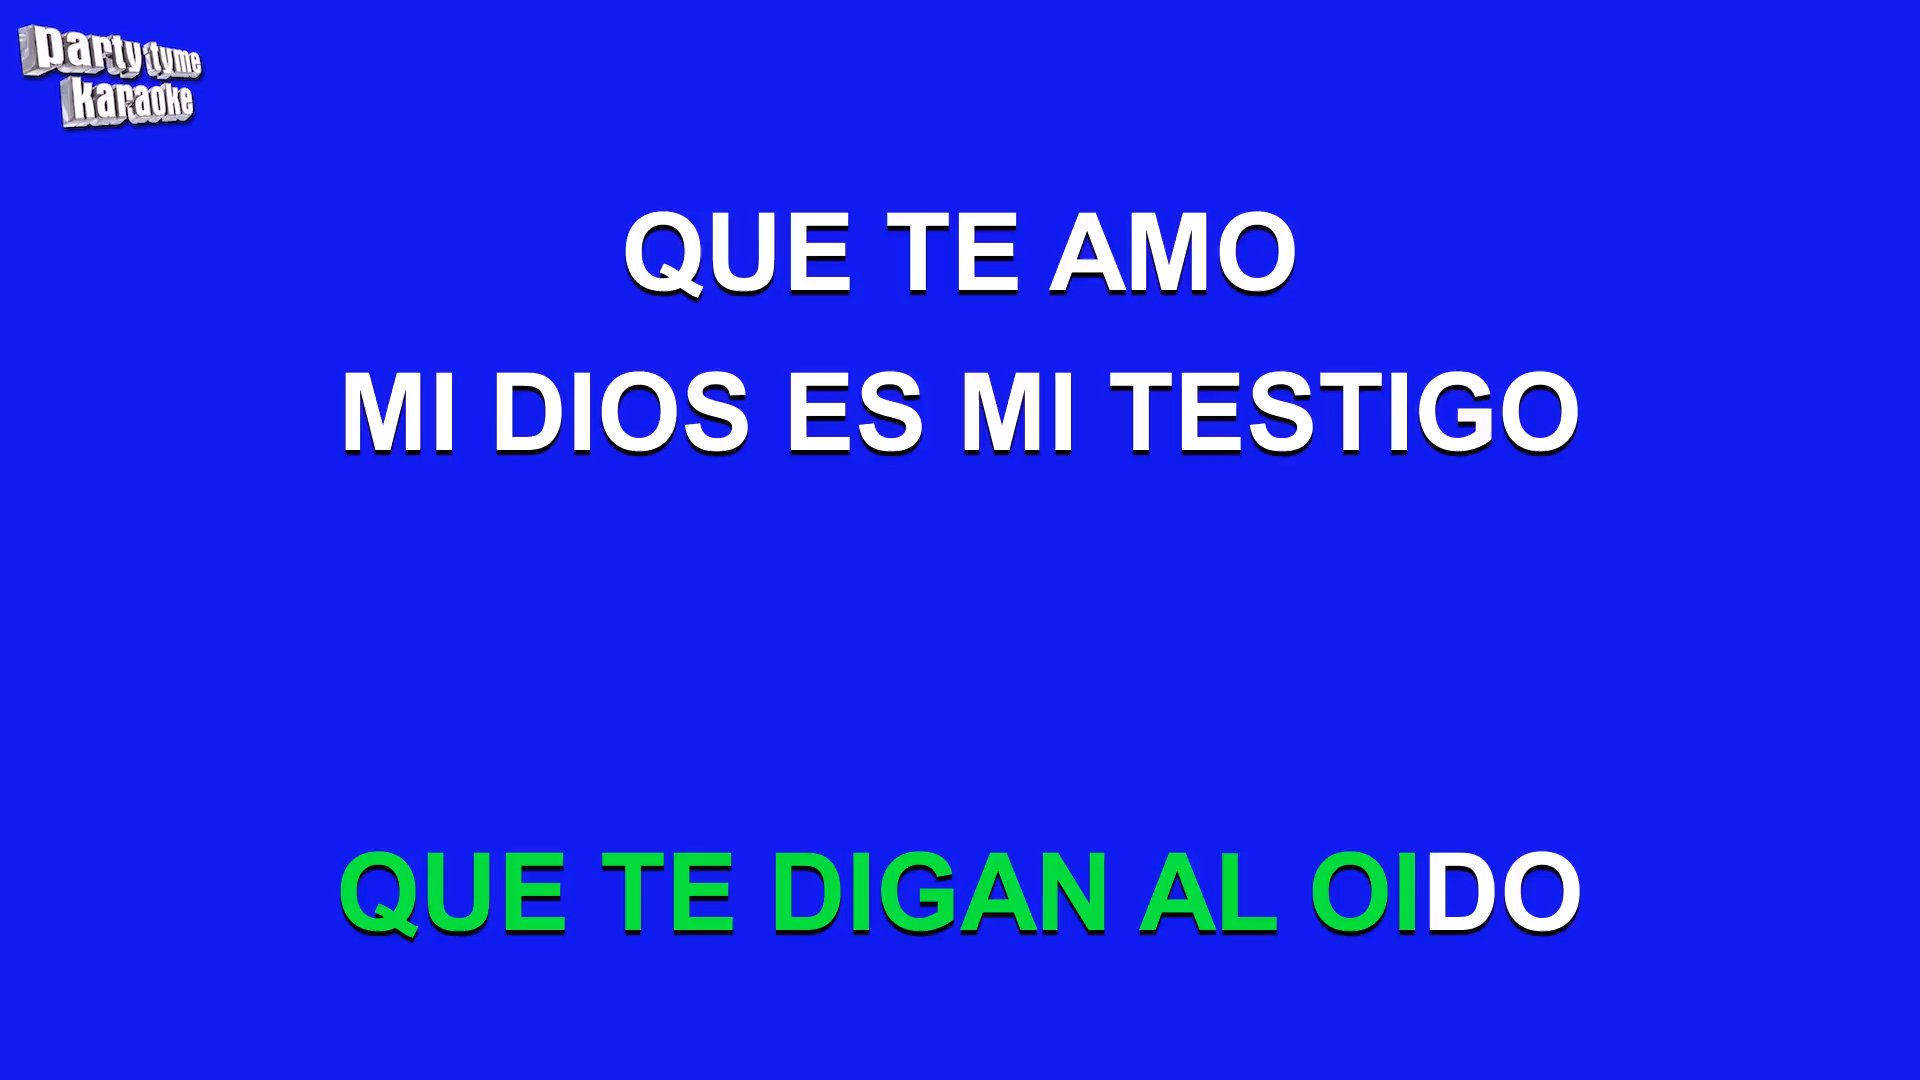 party tyme
karaoke
QUE TE AMO
MI DIOS ES MI TESTIGO
QUE TE DIGAN AL OIDO